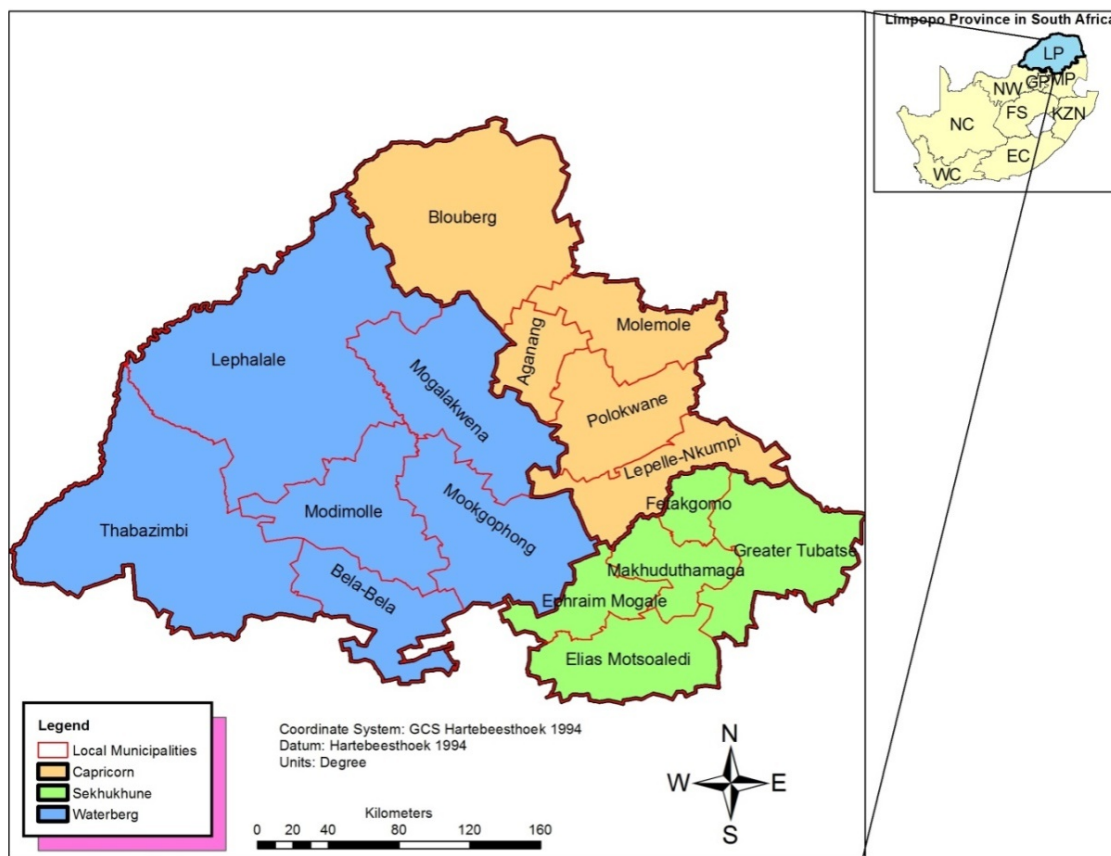 Limpopo Province in South Africa
LP
NW
GP
MP
NC
FS
KZN
EC
WC
Blouberg
Molemole
Aganang
Lephalale
Mogalakwena
Polokwane
Lepelle-Nkumpi
Fetakgomo
Mookgophong
Modimolle
Thabazimbi
Greater Tubatse
Makhuduthamaga
Bela-Bela
Ephraim Mogale
Elias Motsoaledi
Legend
Local Municipalities
Capricorn
Sekhukhune
Waterberg
Coordinate System: GCS Hartebeesthoek 1994
Datum: Hartebeesthoek 1994
Units: Degree
Kilometers
0 10 20 40 80 120 160
N
W E
S